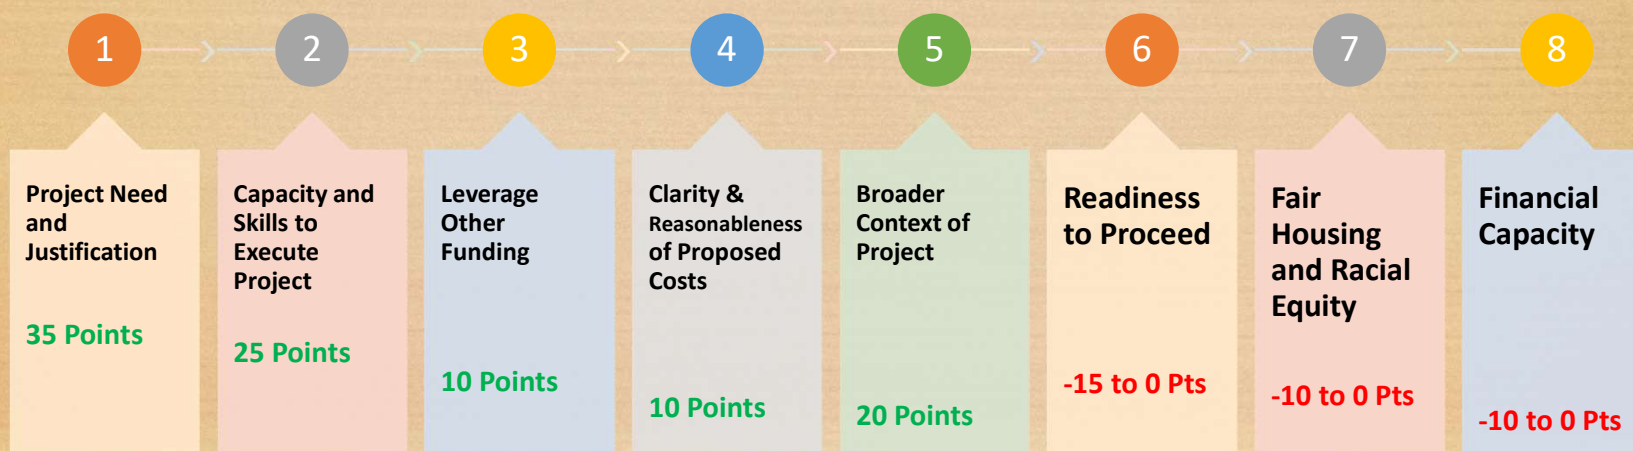 1
2
3
4
5
6
7
8
Project Need
and
Justification
35 Points
Capacity and
Skills to
Execute
Project
25 Points
Leverage
Other
Funding
10 Points
Clarity &
Reasonableness
of Proposed
Costs
10 Points
Broader
Context of
Project
20 Points
Readiness
to Proceed
-15 to 0 Pts
Fair
Housing
and Racial
Equity
-10 to 0 Pts
Financial
Capacity
-10 to 0 Pts